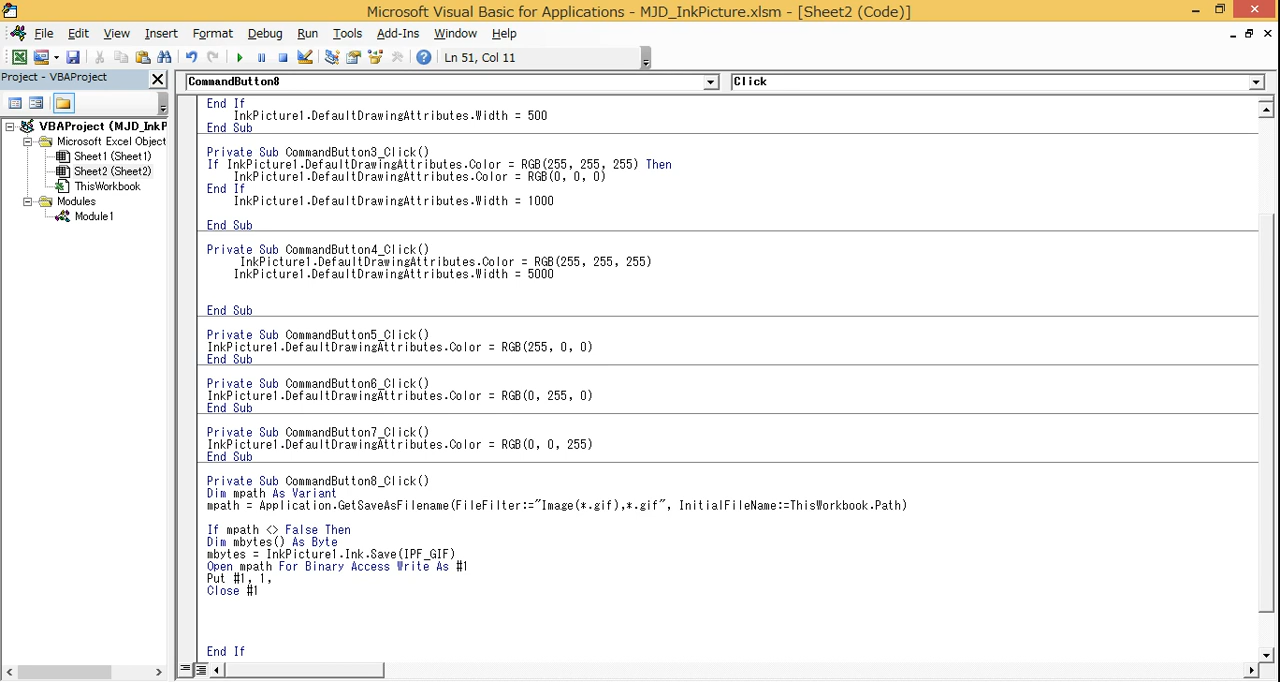 Microsoft Visual Basic for Applications - MJD_InkPicture.xlsm - [Sheet2 (Code)]
File Edit View Insert Format Debug Run Tools Add-Ins Window Help
Ln 51, Col 11
Project - VBAProject
CommandButton8 Click
VBAProject (MJD_InkP
Microsoft Excel Object
Sheet1 (Sheet1)
Sheet2 (Sheet2)
ThisWorkbook
Modules
Module1
End If
InkPicture1.DefaultDrawingAttributes.Width = 500
End Sub
Private Sub CommandButton3_Click()
If InkPicture1.DefaultDrawingAttributes.Color = RGB(255, 255, 255) Then
InkPicture1.DefaultDrawingAttributes.Color = RGB(0, 0, 0)
End If
InkPicture1.DefaultDrawingAttributes.Width = 1000
End Sub
Private Sub CommandButton4_Click()
InkPicture1.DefaultDrawingAttributes.Color = RGB(255, 255, 255)
InkPicture1.DefaultDrawingAttributes.Width = 5000
End Sub
Private Sub CommandButton5_Click()
InkPicture1.DefaultDrawingAttributes.Color = RGB(255, 0, 0)
End Sub
Private Sub CommandButton6_Click()
InkPicture1.DefaultDrawingAttributes.Color = RGB(0, 255, 0)
End Sub
Private Sub CommandButton7_Click()
InkPicture1.DefaultDrawingAttributes.Color = RGB(0, 0, 255)
End Sub
Private Sub CommandButton8_Click()
Dim mpath As Variant
mpath = Application.GetSaveAsFilename(FileFilter:="Image(*.gif),*.gif", InitialFileName:=ThisWorkbook.Path)
If mpath <> False Then
Dim mbytes() As Byte
mbytes = InkPicture1.Ink.Save(IPF_GIF)
Open mpath For Binary Access Write As #1
Put #1, 1,
Close #1
End If